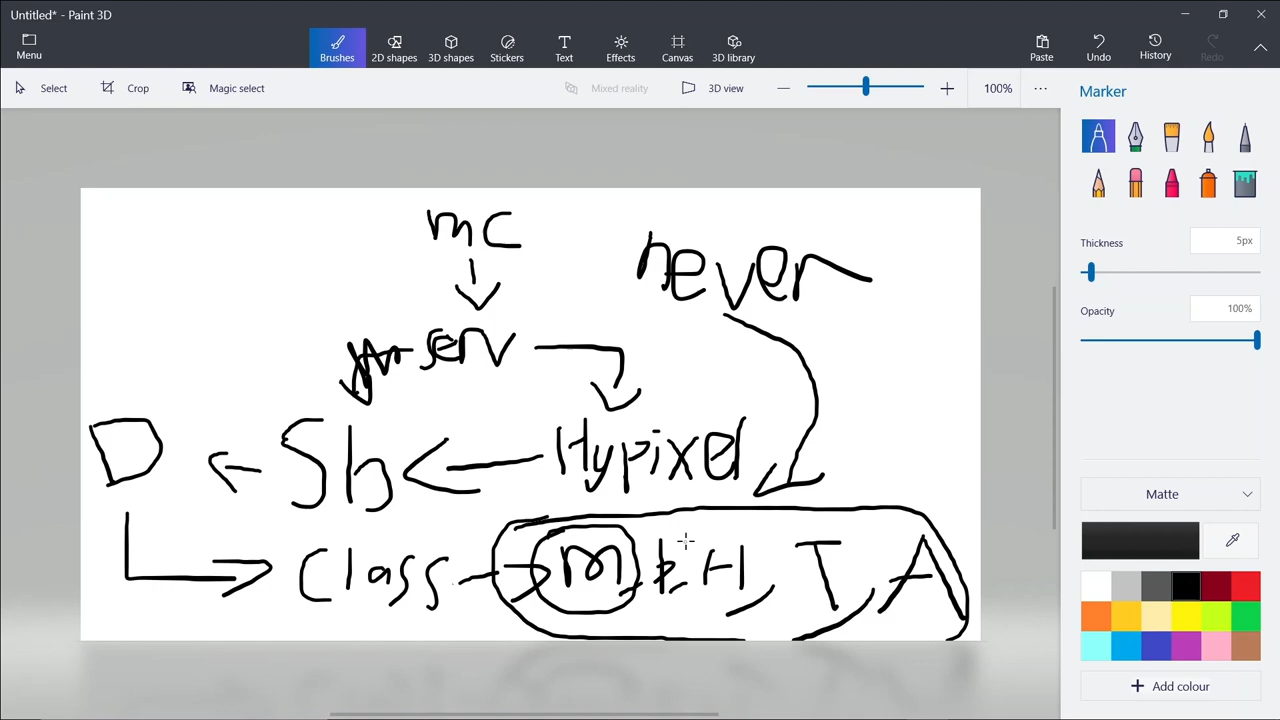 Untitled* - Paint 3D
Menu
Brushes 2D shapes 3D shapes Stickers Text Effects Canvas 3D library Paste Undo History Redo
Select Crop Magic select Mixed reality 3D view 100%
Marker
Thickness 5px
Opacity 100%
Matte
Add colour
mc
never
serv
D Sb Hypixel
Class m, H, T, A